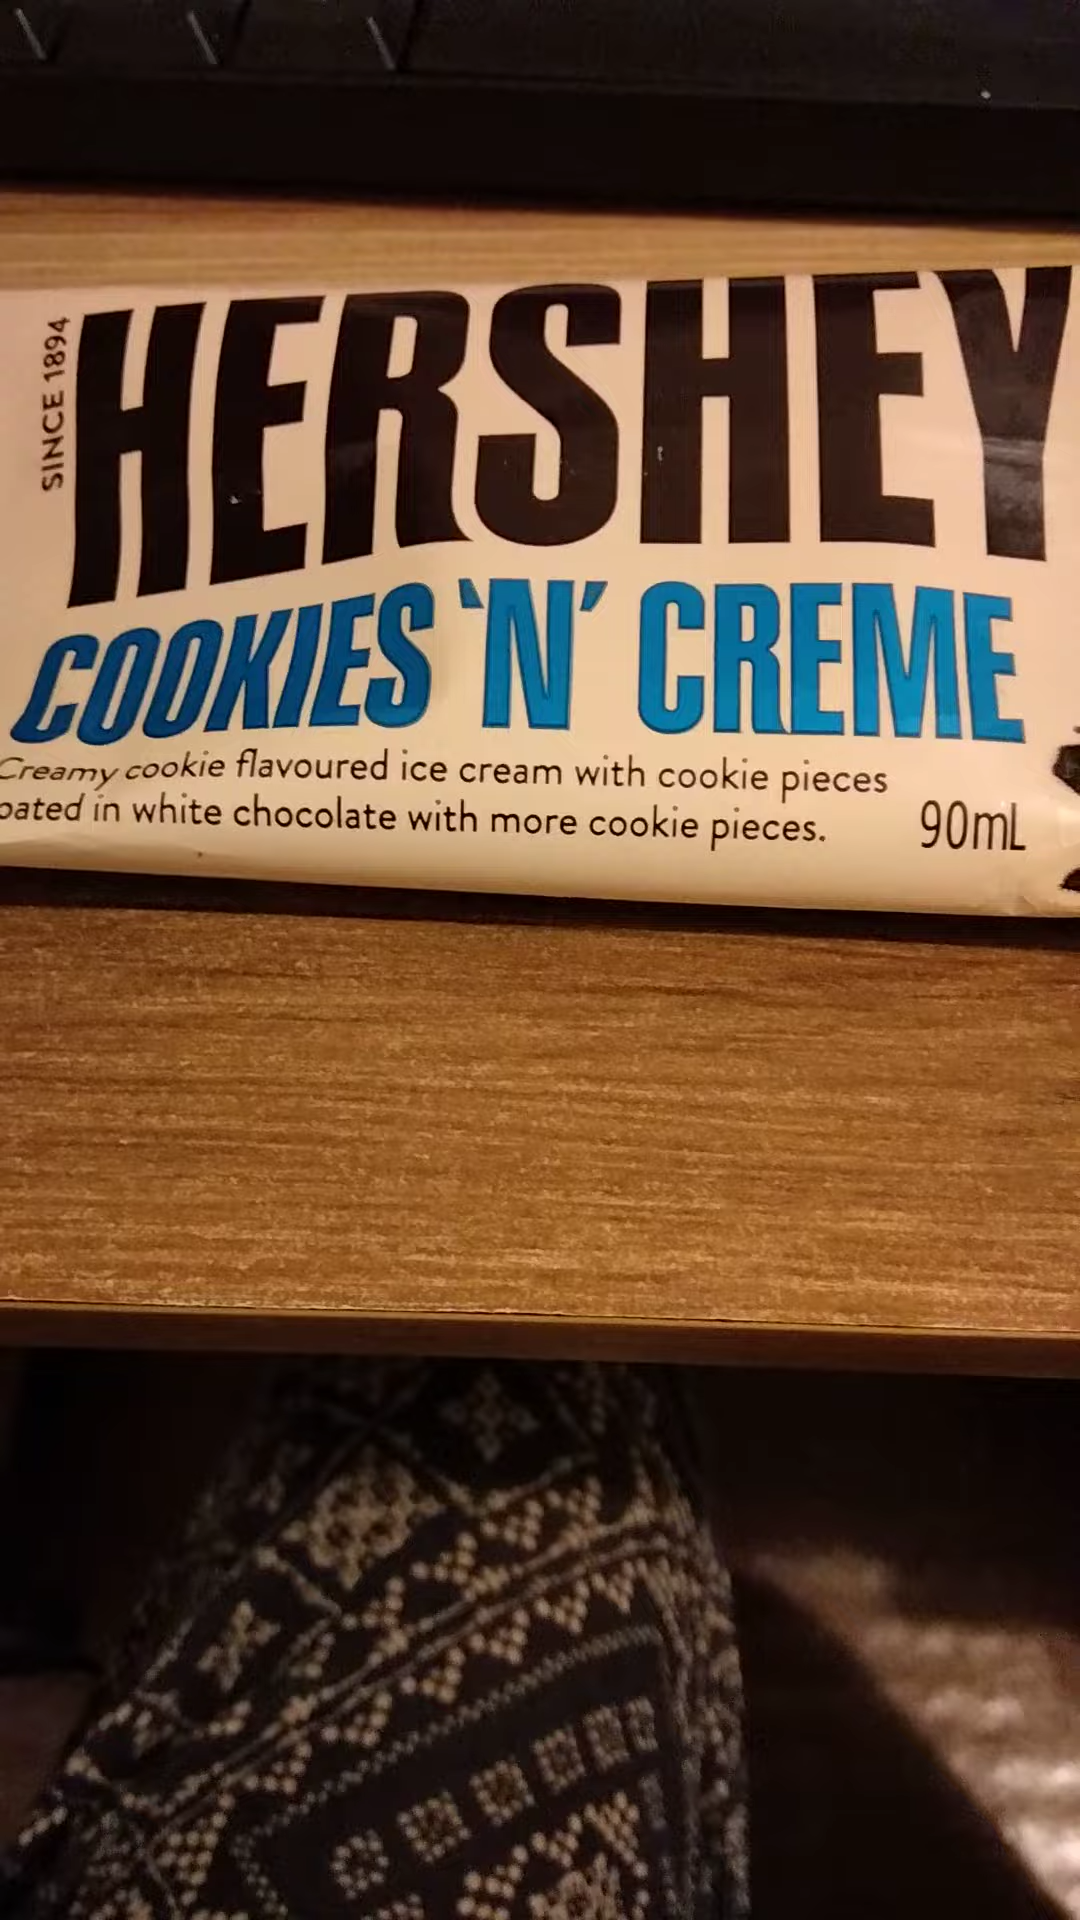 SINCE 1894
HERSHEY
COOKIES 'N' CREME
Creamy cookie flavoured ice cream with cookie pieces
oated in white chocolate with more cookie pieces.
90mL